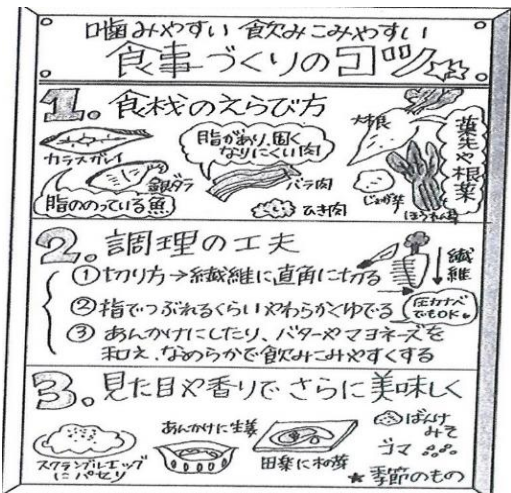 噛みやすい 飲みこみやすい
食事づくりのコツ
1. 食材のえらび方
カラスガレイ
銀ダラ
脂ののっている魚
脂があり、固く
なりにくい肉
バラ肉
ひき肉
大根
じゃが芋
ほうれん草
葉先や根菜
2. 調理の工夫
①切り方→繊維に直角に切る
繊維
②指でつぶれるくらいやわらかくゆでる
圧力ナベ
でもOK
③あんかけにしたり、バターやマヨネーズを
和え、なめらかで飲みこみやすくする
3. 見た目や香りでさらに美味しく
スクランブルエッグ
にパセリ
あんかけに生姜
田楽に木の芽
ばんけ
みそ
ゴマ
★季節のもの